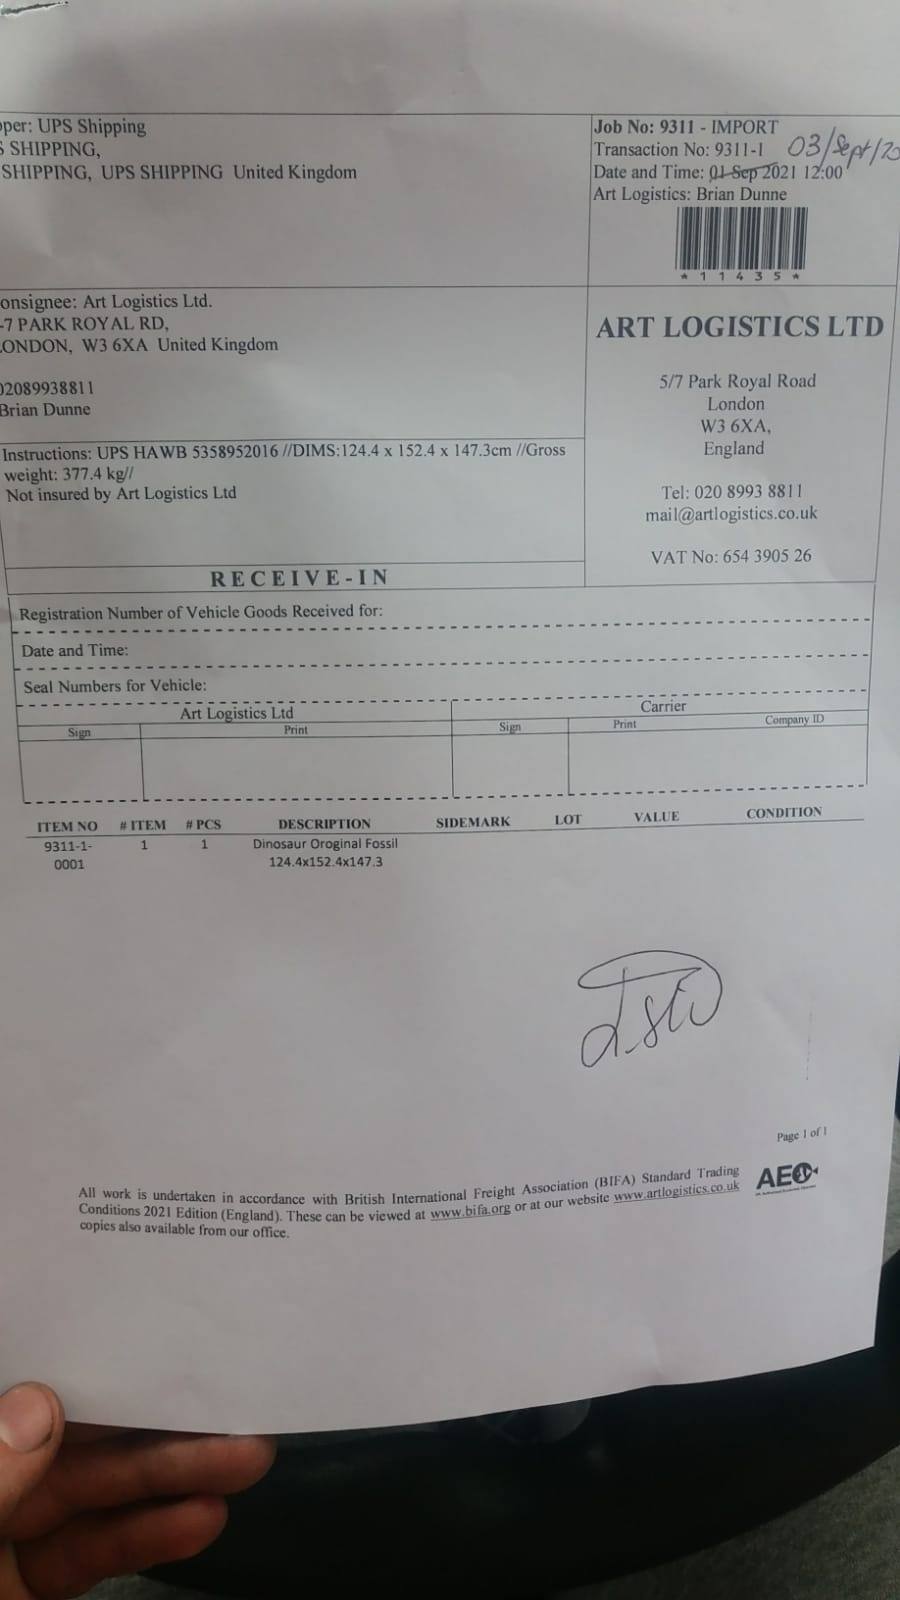 pper: UPS Shipping
S SHIPPING,
SHIPPING, UPS SHIPPING United Kingdom
Job No: 9311 - IMPORT
Transaction No: 9311-1 03/Sept/20
Date and Time: 01 Sep 2021 12:00
Art Logistics: Brian Dunne
*11435*
onsignee: Art Logistics Ltd.
-7 PARK ROYAL RD,
LONDON, W3 6XA United Kingdom
02089938811
Brian Dunne
ART LOGISTICS LTD
5/7 Park Royal Road
London
W3 6XA,
England
Tel: 020 8993 8811
mail@artlogistics.co.uk
VAT No: 654 3905 26
Instructions: UPS HAWB 5358952016 //DIMS:124.4 x 152.4 x 147.3cm //Gross
weight: 377.4 kg//
Not insured by Art Logistics Ltd
RECEIVE-IN
Registration Number of Vehicle Goods Received for:
Date and Time:
Seal Numbers for Vehicle:
Art Logistics Ltd Carrier
Sign Print Sign Print Company ID
ITEM NO # ITEM # PCS DESCRIPTION SIDEMARK LOT VALUE CONDITION
9311-1- 1 1 Dinosaur Oroginal Fossil
0001 124.4x152.4x147.3
Page 1 of 1
All work is undertaken in accordance with British International Freight Association (BIFA) Standard Trading
Conditions 2021 Edition (England). These can be viewed at www.bifa.org or at our website www.artlogistics.co.uk
copies also available from our office.
AEO